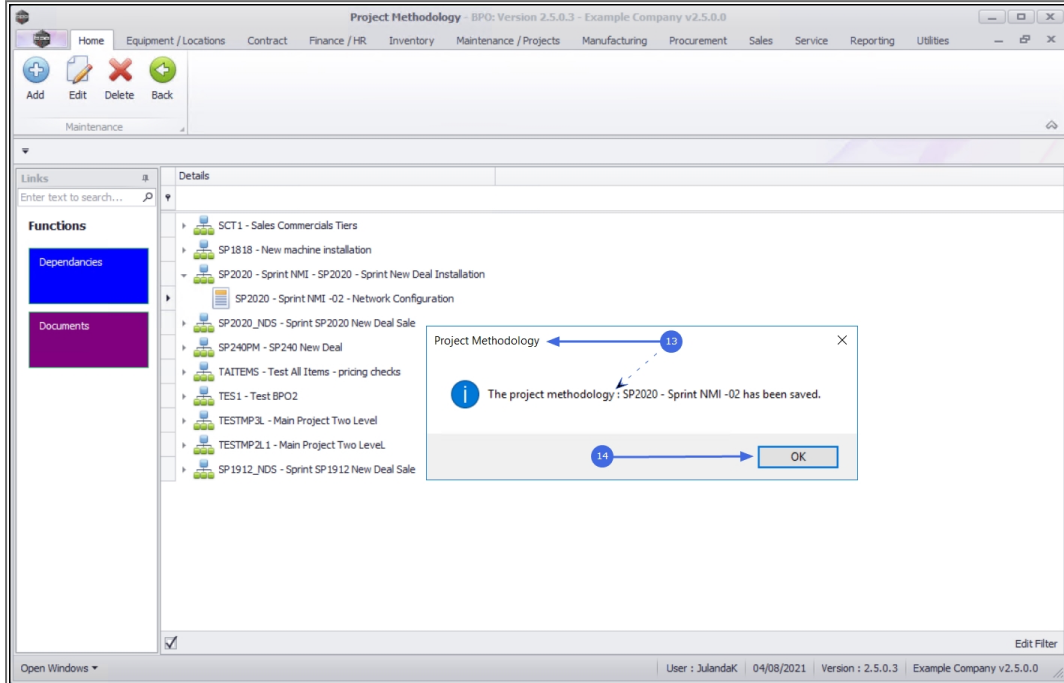 Project Methodology - BPO: Version 2.5.0.3 - Example Company v2.5.0.0
Home Equipment / Locations Contract Finance / HR Inventory Maintenance / Projects Manufacturing Procurement Sales Service Reporting Utilities
Add Edit Delete Back
Maintenance
Links
Enter text to search...
Functions
Dependancies
Documents
Details
SCT1 - Sales Commercials Tiers
SP1818 - New machine installation
SP2020 - Sprint NMI - SP2020 - Sprint New Deal Installation
SP2020 - Sprint NMI -02 - Network Configuration
SP2020_NDS - Sprint SP2020 New Deal Sale
SP240PM - SP240 New Deal
TAITEMS - Test All Items - pricing checks
TES1 - Test BPO2
TESTMP3L - Main Project Two Level
TESTMP2L1 - Main Project Two LeveL
SP1912_NDS - Sprint SP1912 New Deal Sale
Project Methodology
13
The project methodology : SP2020 - Sprint NMI -02 has been saved.
14
OK
Edit Filter
Open Windows
User : JulandaK 04/08/2021 Version : 2.5.0.3 Example Company v2.5.0.0